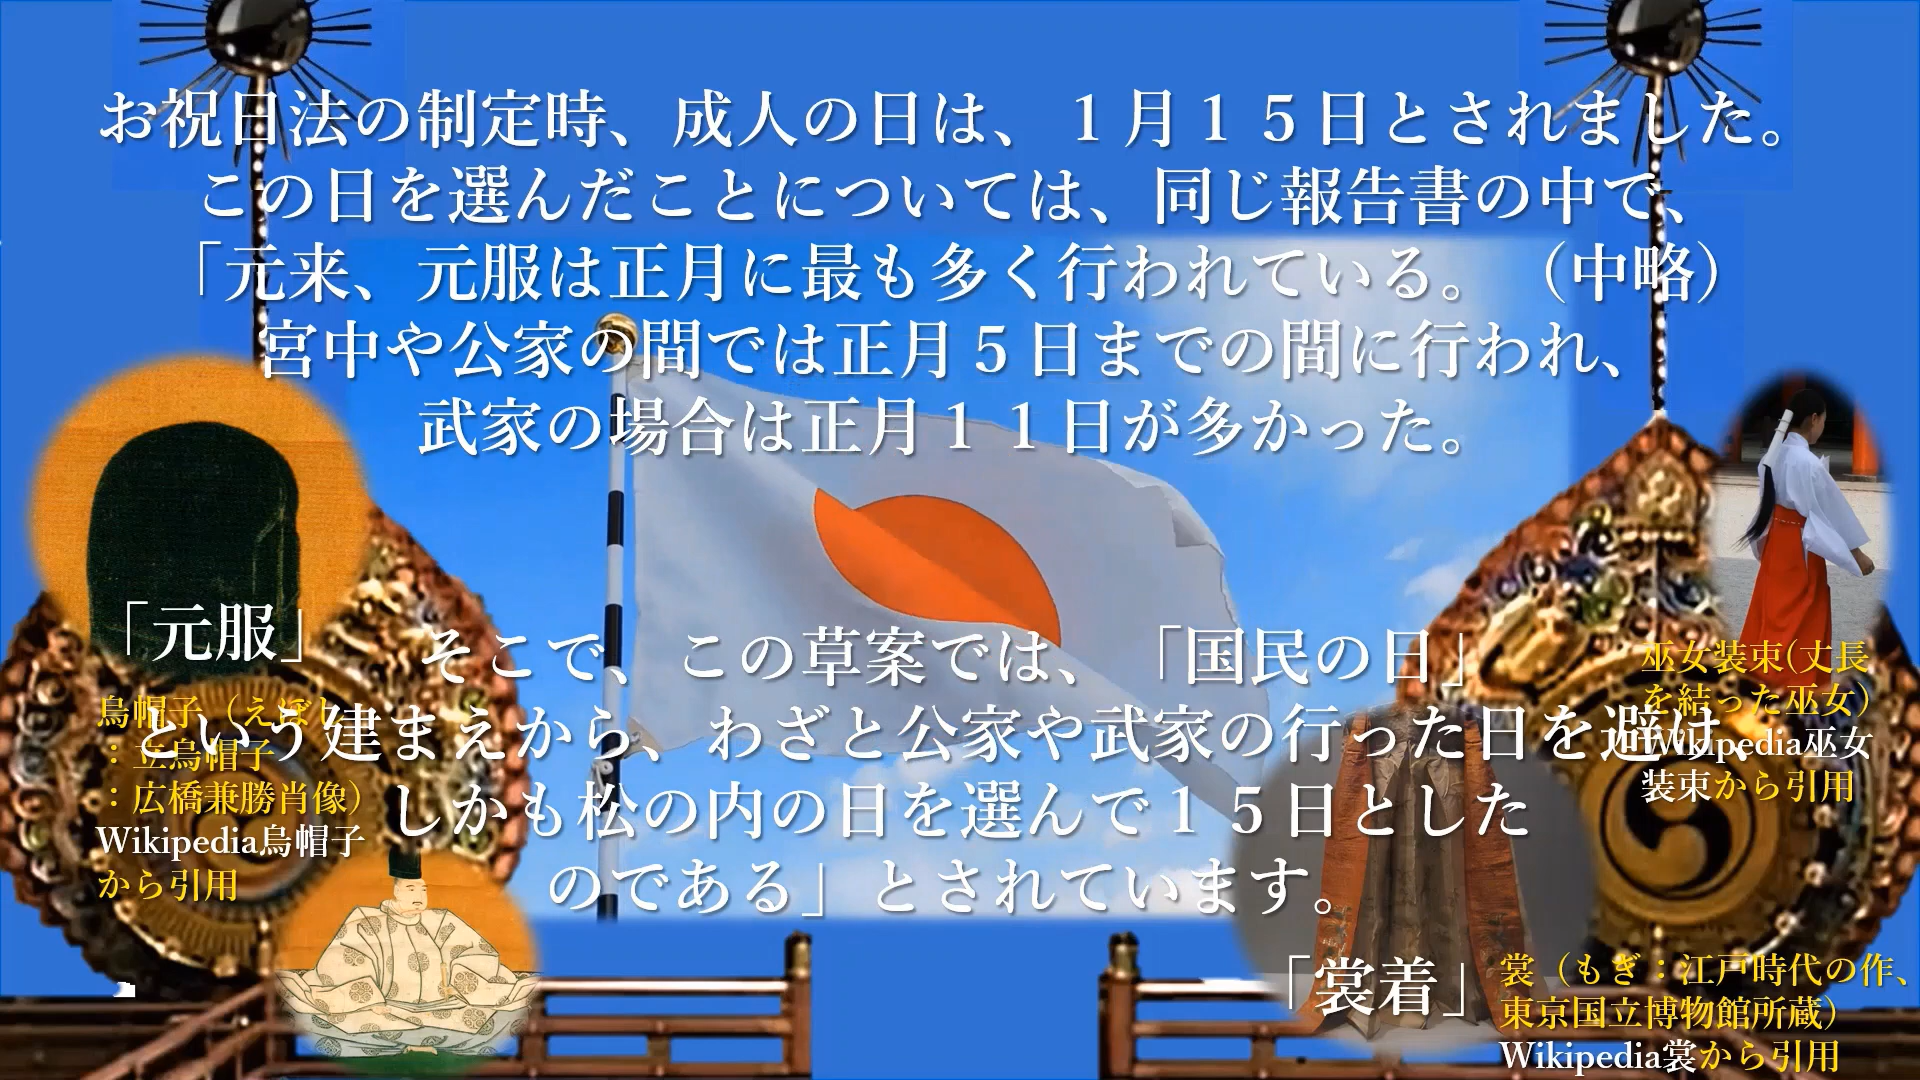 お祝日法の制定時、成人の日は、１月１５日とされました。
この日を選んだことについては、同じ報告書の中で、
「元来、元服は正月に最も多く行われている。（中略）
宮中や公家の間では正月５日までの間に行われ、
武家の場合は正月１１日が多かった。
そこで、この草案では、「国民の日」
という建まえから、わざと公家や武家の行った日を避け、
しかも松の内の日を選んで１５日とした
のである」とされています。
「元服」
烏帽子（えぼし
：立烏帽子
：広橋兼勝肖像）
Wikipedia烏帽子
から引用
巫女装束(丈長
を結った巫女）
Wikipedia巫女
装束から引用
「裳着」
裳（もぎ：江戸時代の作、
東京国立博物館所蔵）
Wikipedia裳から引用